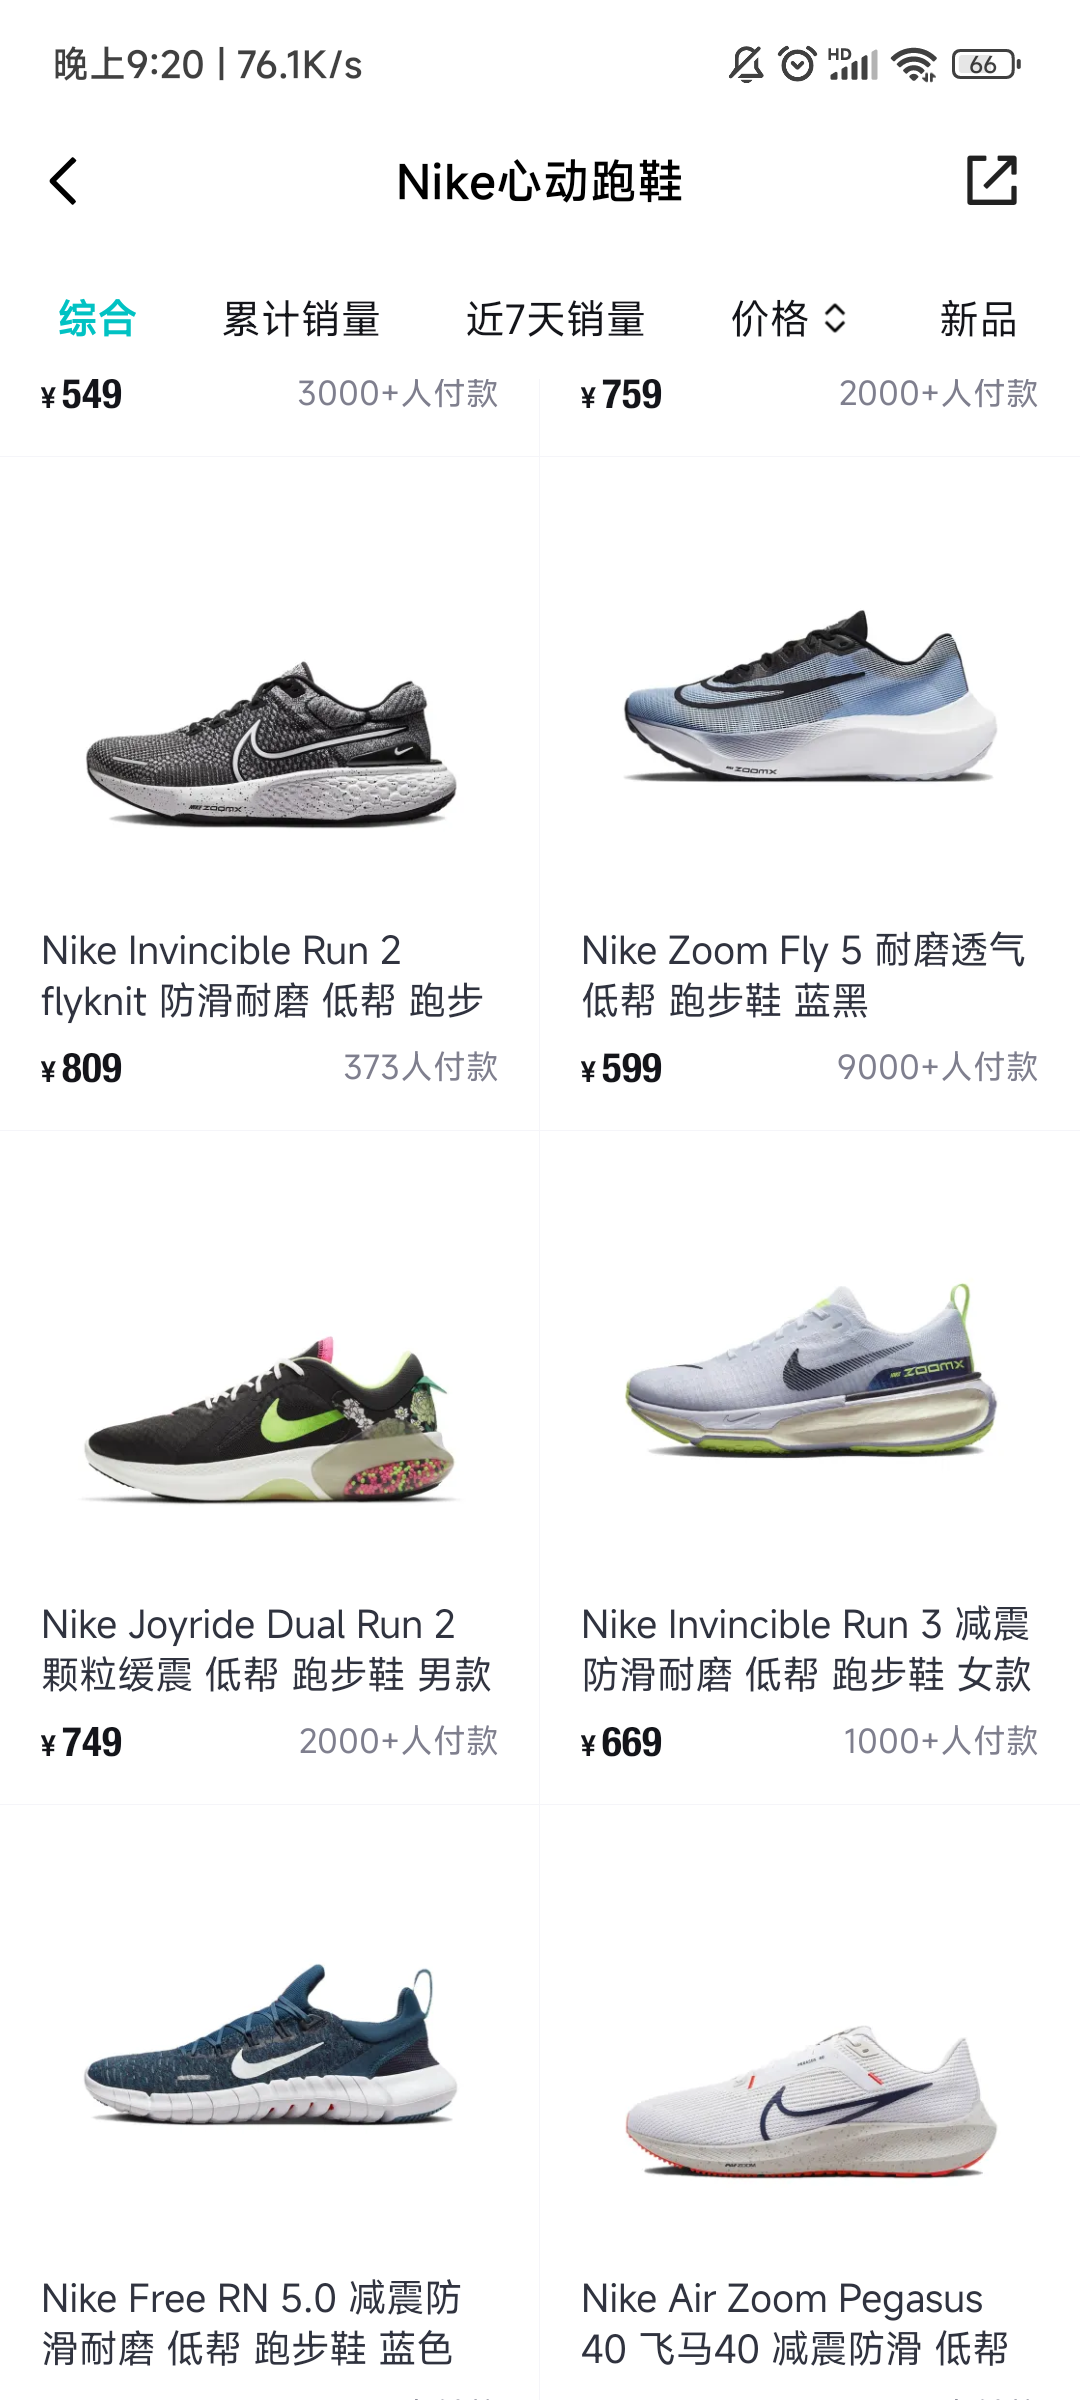 晚上9:20 | 76.1K/s
HD
66
Nike心动跑鞋
综合 累计销量 近7天销量 价格 新品
¥549 3000+人付款
¥759 2000+人付款
ZOOMX
ZOOMX
Nike Invincible Run 2
flyknit 防滑耐磨 低帮 跑步
¥809 373人付款
Nike Zoom Fly 5 耐磨透气
低帮 跑步鞋 蓝黑
¥599 9000+人付款
ZOOMX
Nike Joyride Dual Run 2
颗粒缓震 低帮 跑步鞋 男款
¥749 2000+人付款
Nike Invincible Run 3 减震
防滑耐磨 低帮 跑步鞋 女款
¥669 1000+人付款
Nike Free RN 5.0 减震防
滑耐磨 低帮 跑步鞋 蓝色
Nike Air Zoom Pegasus
40 飞马40 减震防滑 低帮